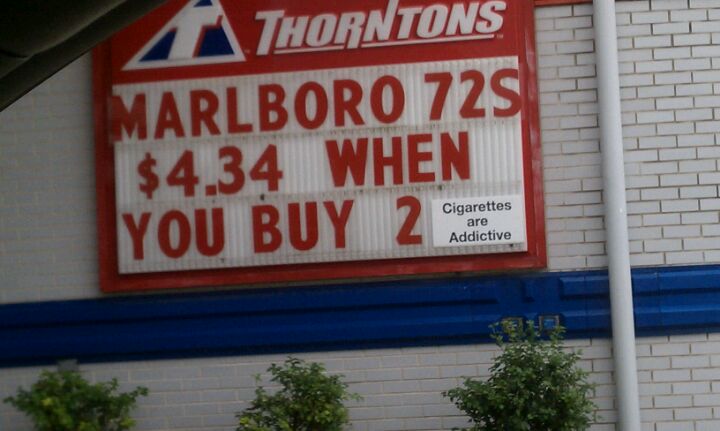 THORNTONS
MARLBORO 72S
$4.34 WHEN
YOU BUY 2
Cigarettes
are
Addictive